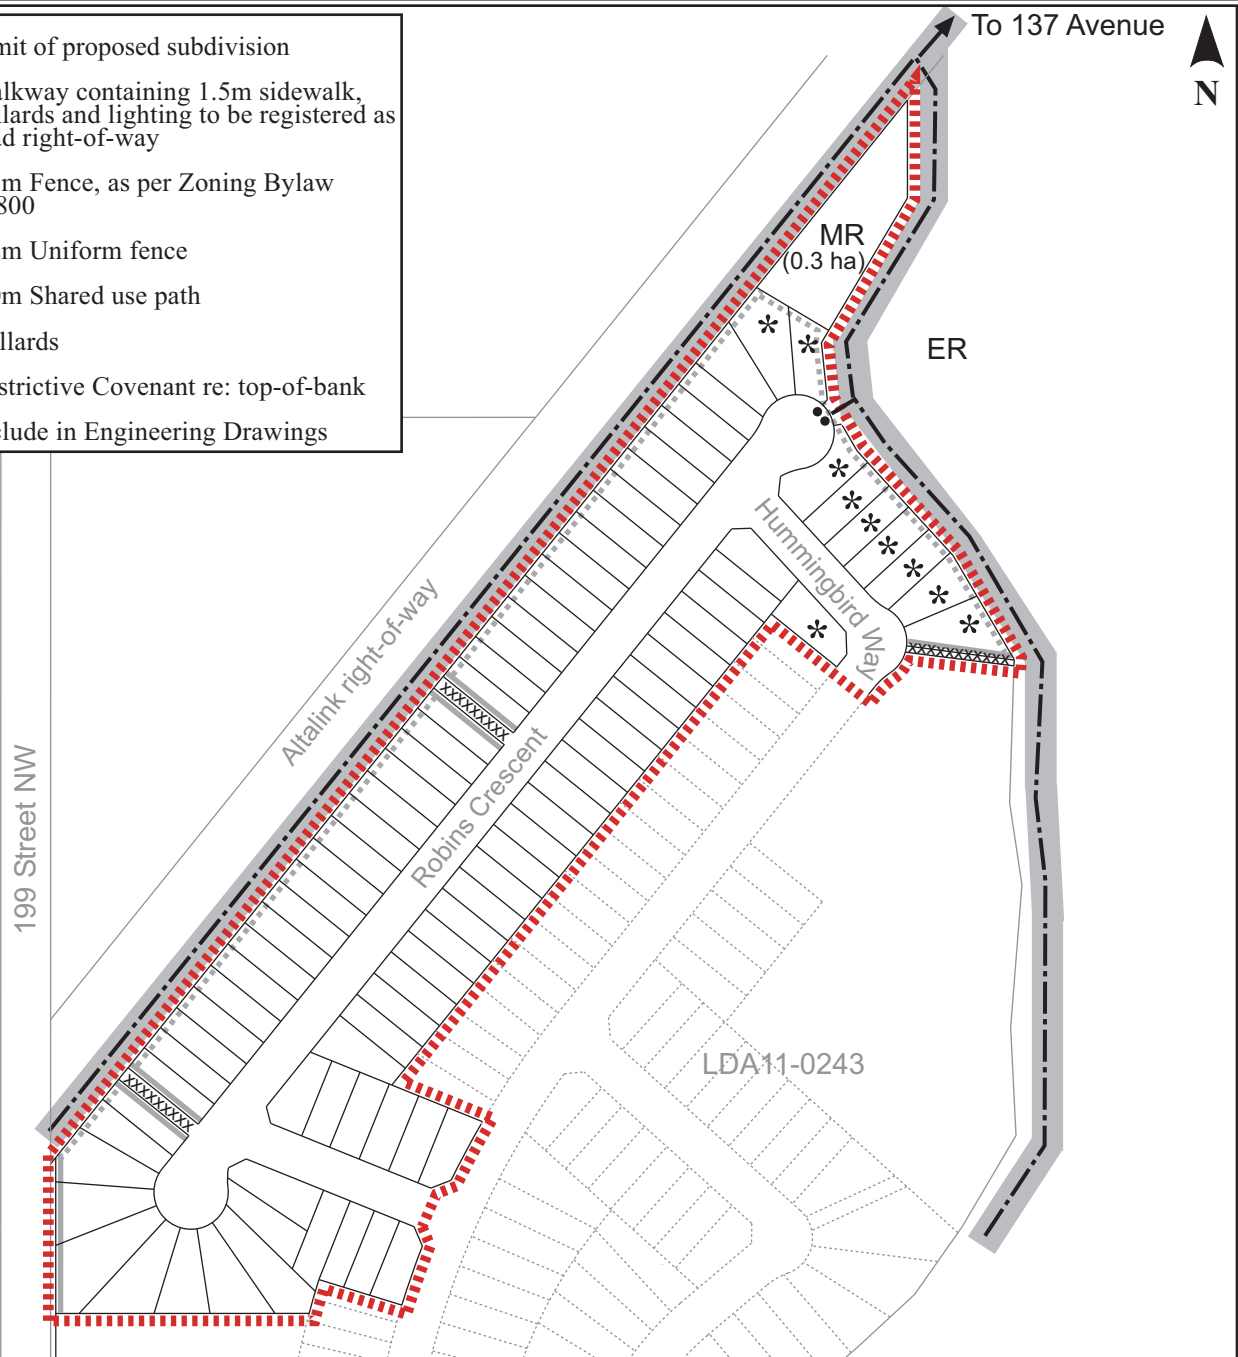 mit of proposed subdivision
alkway containing 1.5m sidewalk,
llards and lighting to be registered as
ad right-of-way
m Fence, as per Zoning Bylaw
800
m Uniform fence
m Shared use path
llards
strictive Covenant re: top-of-bank
clude in Engineering Drawings
To 137 Avenue
N
MR
(0.3 ha)
ER
Hummingbird Way
Altalink right-of-way
Robins Crescent
199 Street NW
LDA11-0243